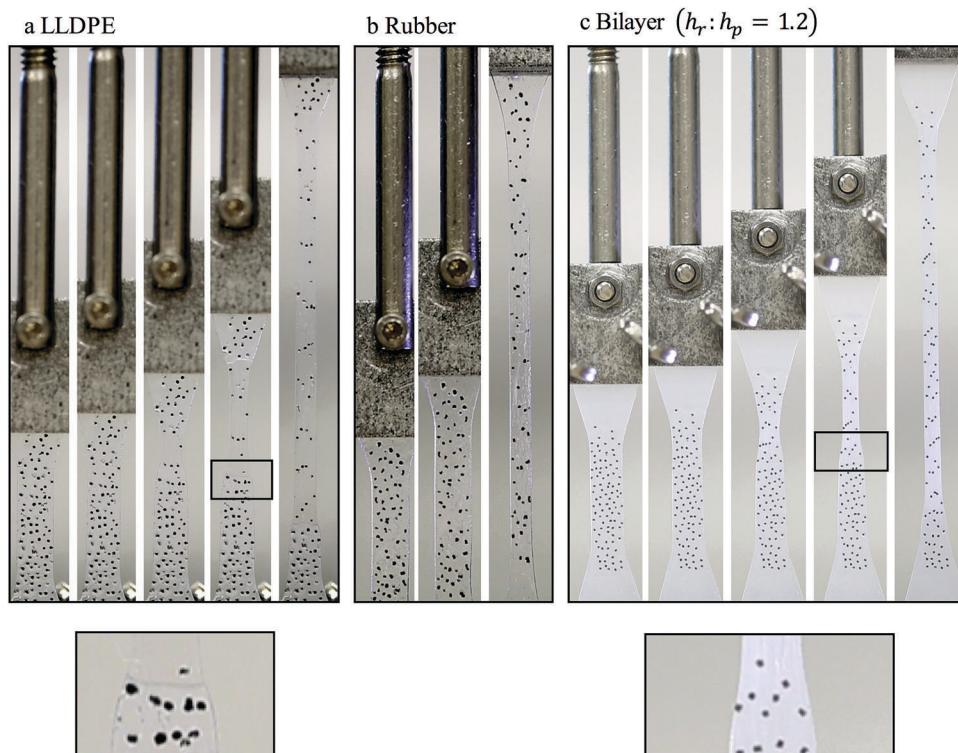 a LLDPE
b Rubber
c Bilayer (h_r: h_p = 1.2)